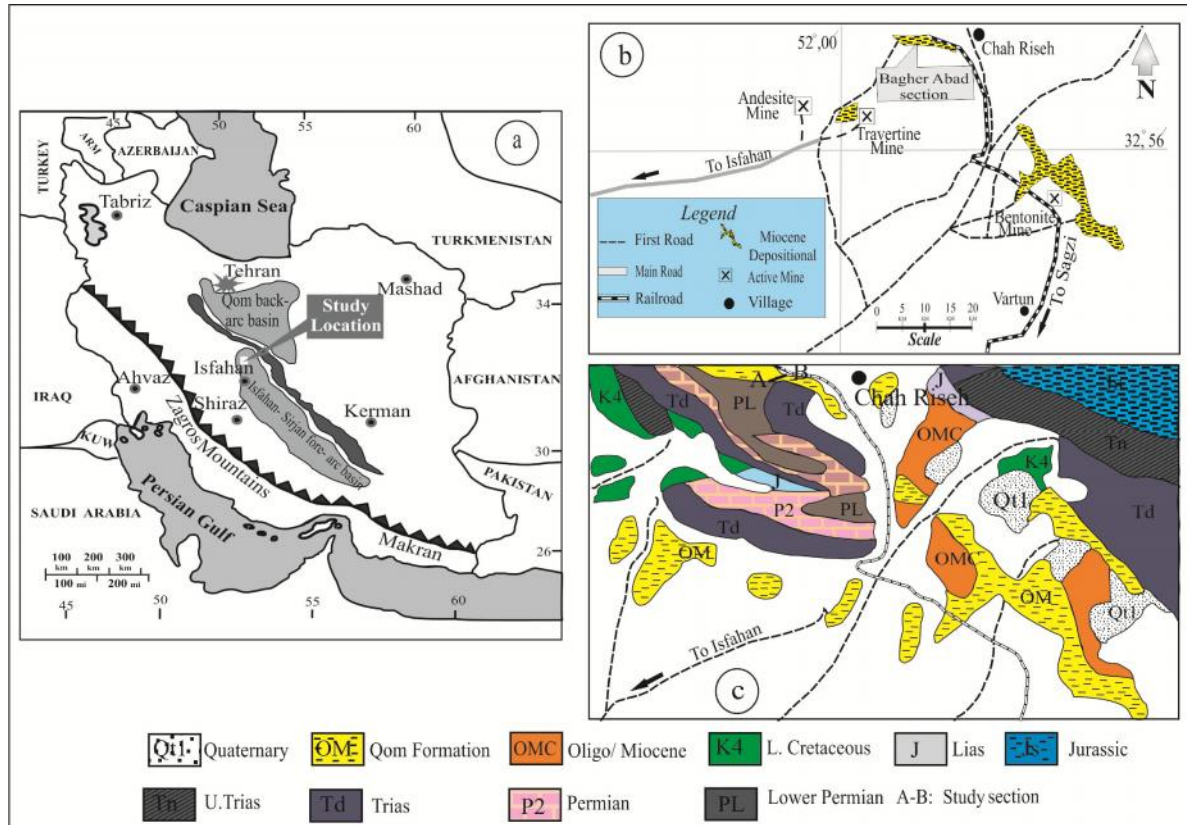 a
45
50
55
60
TURKEY
ARM
AZERBAIJAN
Tabriz
Caspian Sea
TURKMENISTAN
Tehran
Mashad
Qom back-
arc basin
34
Study
Location
Isfahan
Isfahan- Sirjan fore- arc basin
AFGHANISTAN
Ahvaz
IRAQ
Shiraz
Kerman
KUW
Zagros Mountains
30
PAKISTAN
Persian Gulf
SAUDI ARABIA
Makran
26
100 200 300
km km km
100 mi 200 mi
45
50
55
60
b
52°,00
Chah Riseh
Bagher Abad
section
N
Andesite
Mine
Travertine
Mine
32°, 56
To Isfahan
Bentonite
Mine
Legend
First Road
Miocene
Depositional
Main Road
Active Mine
Railroad
Village
Vartun
To Sagzi
0 5 10 15 20
Scale
K4
A
B
Chah Riseh
J
Td
PL
Td
OMC
Tn
K4
J
Qt1
Td
P2
PL
Td
OM
OMC
OM
Qt1
To Isfahan
c
Qt1 Quaternary
OM Qom Formation
OMC Oligo/ Miocene
K4 L. Cretaceous
J Lias
Js Jurassic
Tn U.Trias
Td Trias
P2 Permian
PL Lower Permian
A-B: Study section